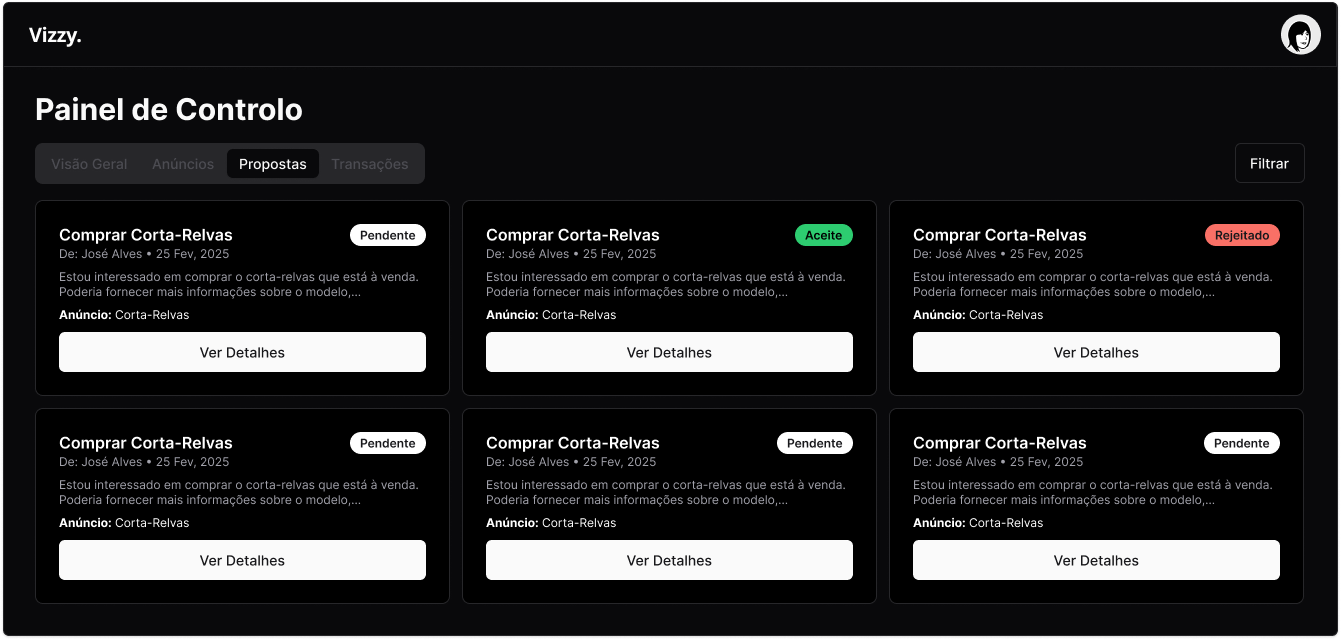 Vizzy.
Painel de Controlo
Visão Geral Anúncios Propostas Transações
Filtrar
Comprar Corta-Relvas Pendente
De: José Alves • 25 Fev, 2025
Estou interessado em comprar o corta-relvas que está à venda.
Poderia fornecer mais informações sobre o modelo,...
Anúncio: Corta-Relvas
Ver Detalhes
Comprar Corta-Relvas Aceite
De: José Alves • 25 Fev, 2025
Estou interessado em comprar o corta-relvas que está à venda.
Poderia fornecer mais informações sobre o modelo,...
Anúncio: Corta-Relvas
Ver Detalhes
Comprar Corta-Relvas Rejeitado
De: José Alves • 25 Fev, 2025
Estou interessado em comprar o corta-relvas que está à venda.
Poderia fornecer mais informações sobre o modelo,...
Anúncio: Corta-Relvas
Ver Detalhes
Comprar Corta-Relvas Pendente
De: José Alves • 25 Fev, 2025
Estou interessado em comprar o corta-relvas que está à venda.
Poderia fornecer mais informações sobre o modelo,...
Anúncio: Corta-Relvas
Ver Detalhes
Comprar Corta-Relvas Pendente
De: José Alves • 25 Fev, 2025
Estou interessado em comprar o corta-relvas que está à venda.
Poderia fornecer mais informações sobre o modelo,...
Anúncio: Corta-Relvas
Ver Detalhes
Comprar Corta-Relvas Pendente
De: José Alves • 25 Fev, 2025
Estou interessado em comprar o corta-relvas que está à venda.
Poderia fornecer mais informações sobre o modelo,...
Anúncio: Corta-Relvas
Ver Detalhes